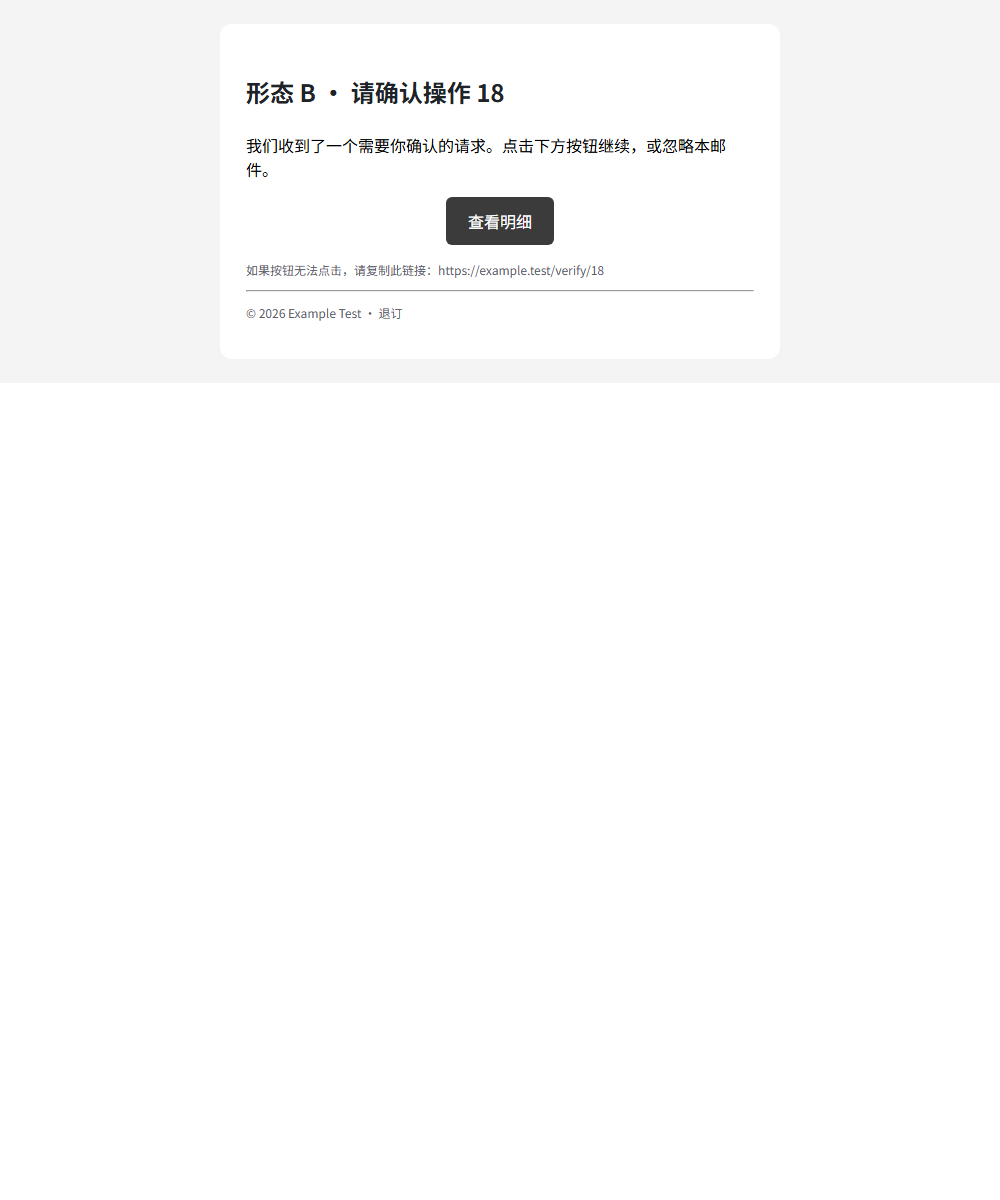 形态 B · 请确认操作 18
我们收到了一个需要你确认的请求。点击下方按钮继续，或忽略本邮
件。
查看明细
如果按钮无法点击，请复制此链接：https://example.test/verify/18
© 2026 Example Test · 退订